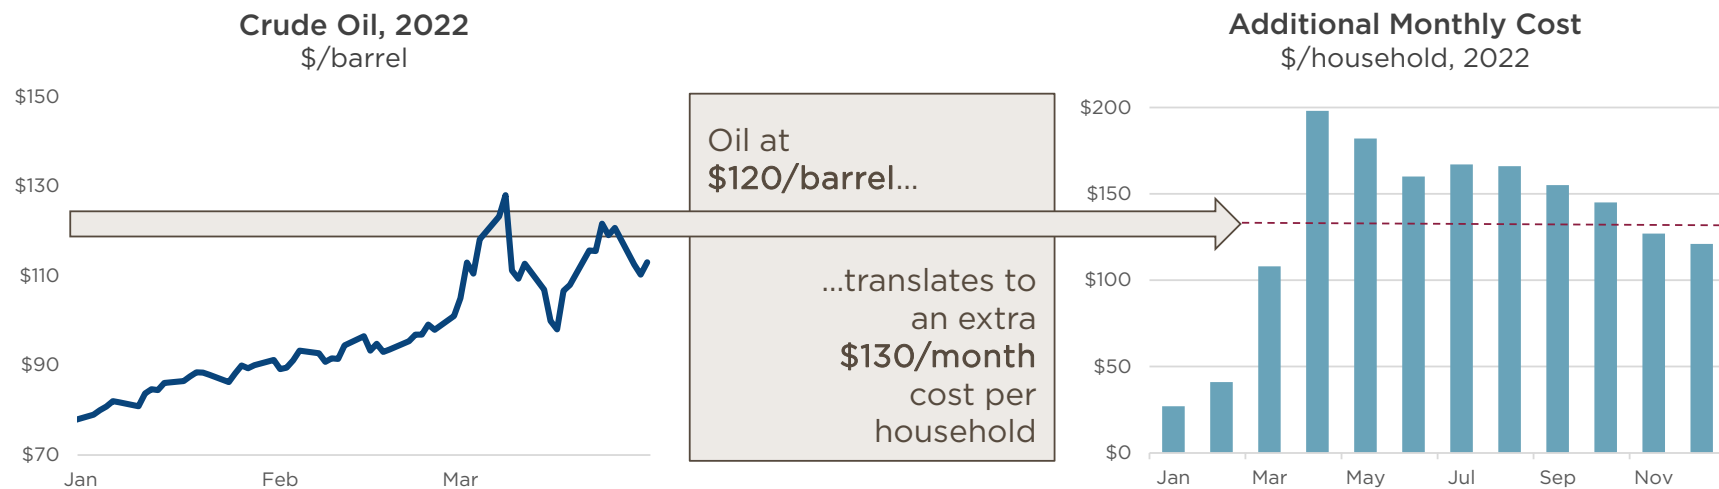 Crude Oil, 2022
$/barrel
$150
$130
$110
$90
$70
Jan
Feb
Mar
Oil at
$120/barrel...
...translates to
an extra
$130/month
cost per
household
Additional Monthly Cost
$/household, 2022
$200
$150
$100
$50
$0
Jan
Mar
May
Jul
Sep
Nov